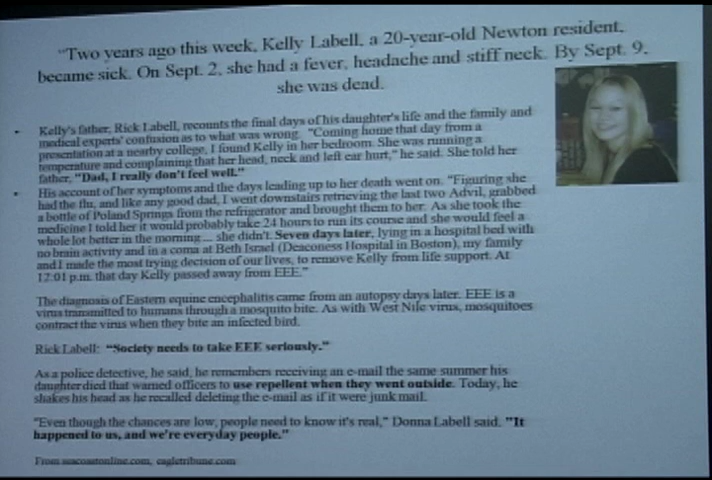 "Two years ago this week, Kelly Labell, a 20-year-old Newton resident,
became sick. On Sept. 2, she had a fever, headache and stiff neck. By Sept. 9,
she was dead.
• Kelly's father, Rick Labell, recounts the final days of his daughter's life and the family and
medical experts' confusion as to what was wrong. "Coming home that day from a
presentation at a nearby college, I found Kelly in her bedroom. She was running a
temperature and complaining that her head, neck and left ear hurt," he said. She told her
father, "Dad, I really don't feel well."
• His account of her symptoms and the days leading up to her death went on. "Figuring she
had the flu, and like any good dad, I went downstairs retrieving the last two Advil, grabbed
a bottle of Poland Springs from the refrigerator and brought them to her. As she took the
medicine I told her it would probably take 24 hours to run its course and she would feel a
whole lot better in the morning ... she didn't. Seven days later, lying in a hospital bed with
no brain activity and in a coma at Beth Israel (Deaconess Hospital in Boston), my family
and I made the most trying decision of our lives, to remove Kelly from life support. At
12:01 p.m. that day Kelly passed away from EEE."
The diagnosis of Eastern equine encephalitis came from an autopsy days later. EEE is a
virus transmitted to humans through a mosquito bite. As with West Nile virus, mosquitoes
contract the virus when they bite an infected bird.
Rick Labell: "Society needs to take EEE seriously."
As a police detective, he said, he remembers receiving an e-mail the same summer his
daughter died that warned officers to use repellent when they went outside. Today, he
shakes his head as he recalled deleting the e-mail as if it were junk mail.
"Even though the chances are low, people need to know it's real," Donna Labell said. "It
happened to us, and we're everyday people."
From seacoastonline.com, eagletribune.com